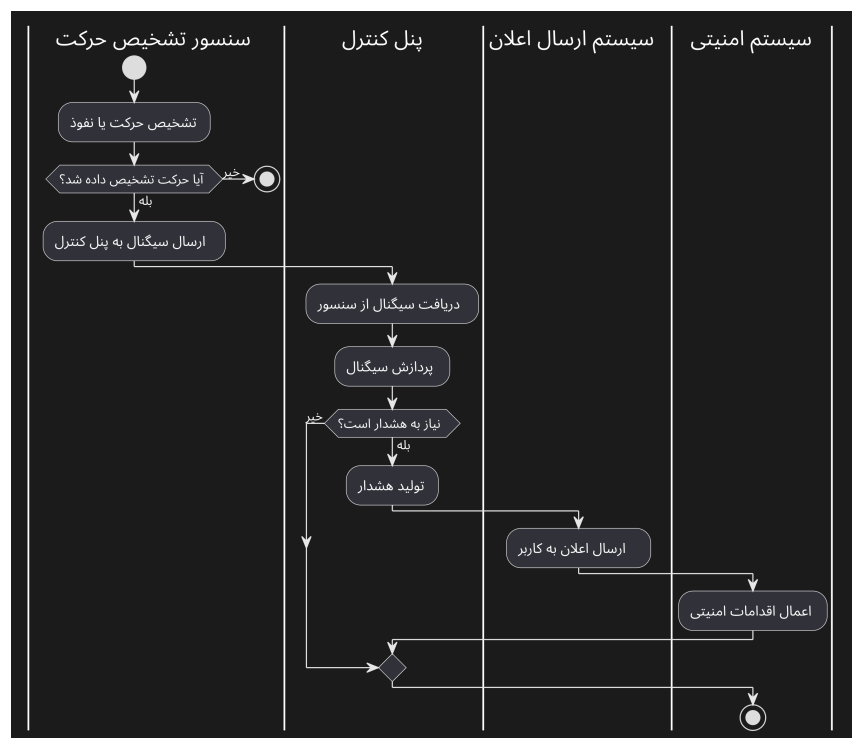 سنسور تشخیص حرکت
پنل کنترل
سیستم ارسال اعلان
سیستم امنیتی
تشخیص حرکت یا نفوذ
آیا حرکت تشخیص داده شد؟
خیر
بله
ارسال سیگنال به پنل کنترل
دریافت سیگنال از سنسور
پردازش سیگنال
نیاز به هشدار است؟
خیر
بله
تولید هشدار
ارسال اعلان به کاربر
اعمال اقدامات امنیتی